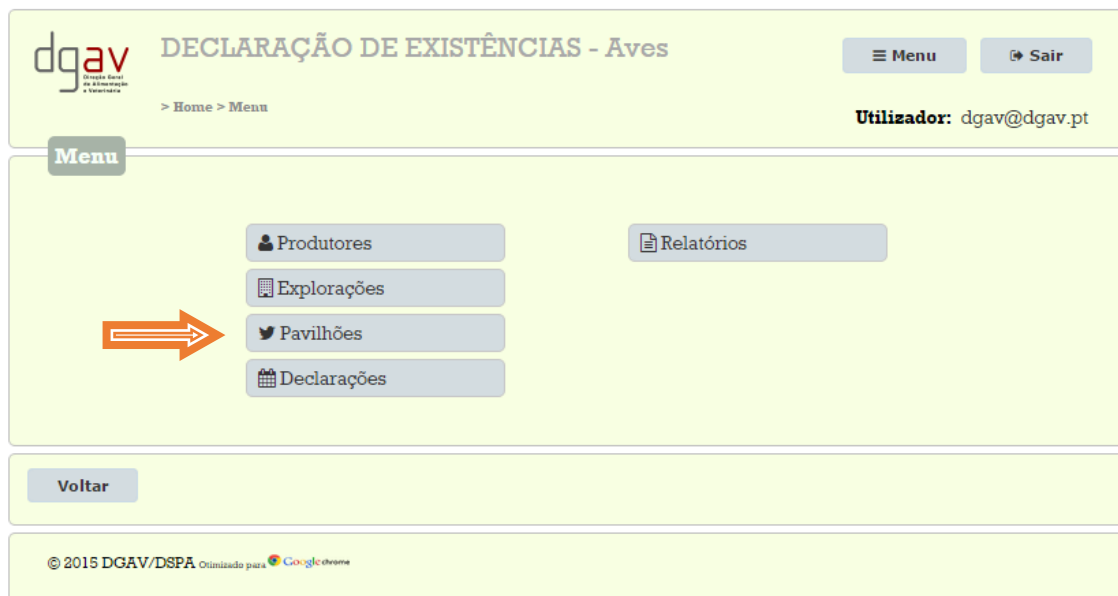 dgav
Direção Geral
de Alimentação
e Veterinária
DECLARAÇÃO DE EXISTÊNCIAS - Aves
> Home > Menu
Menu
Sair
Utilizador: dgav@dgav.pt
Menu
Produtores
Explorações
Pavilhões
Declarações
Relatórios
Voltar
© 2015 DGAV/DSPA Otimizado para Google chrome